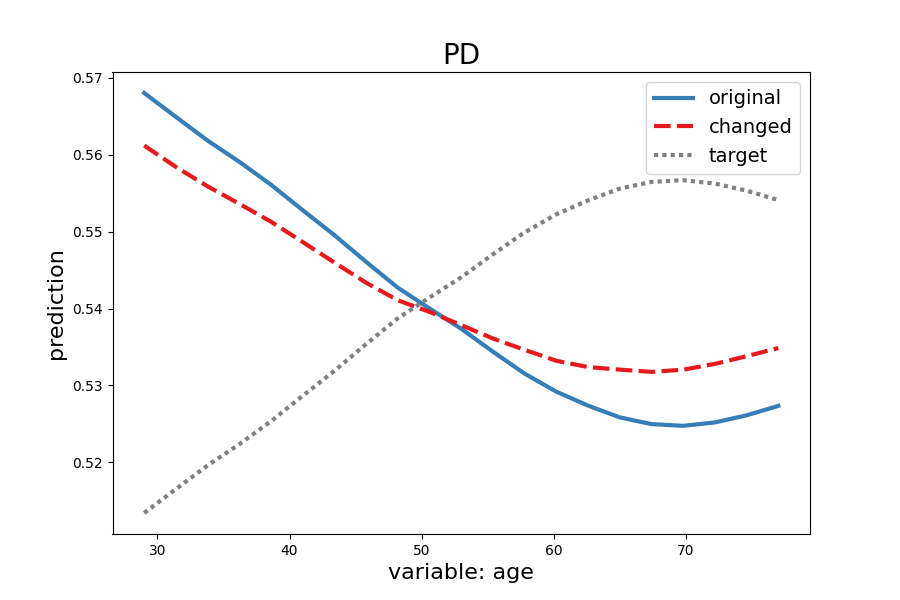 PD
original
changed
target
0.57
0.56
0.55
0.54
0.53
0.52
prediction
30 40 50 60 70
variable: age